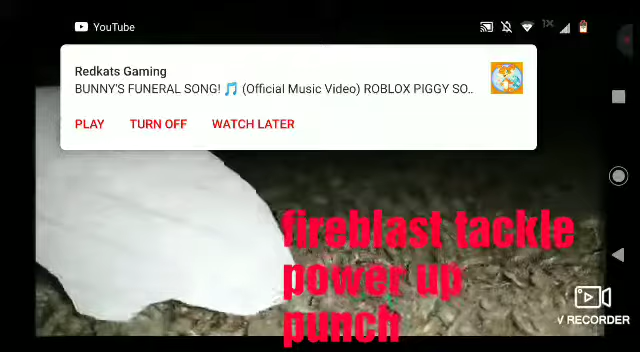 YouTube
1X
Redkats Gaming
BUNNY'S FUNERAL SONG! 🎵 (Official Music Video) ROBLOX PIGGY SO..
PLAY TURN OFF WATCH LATER
fireblast tackle
power up
punch
V RECORDER